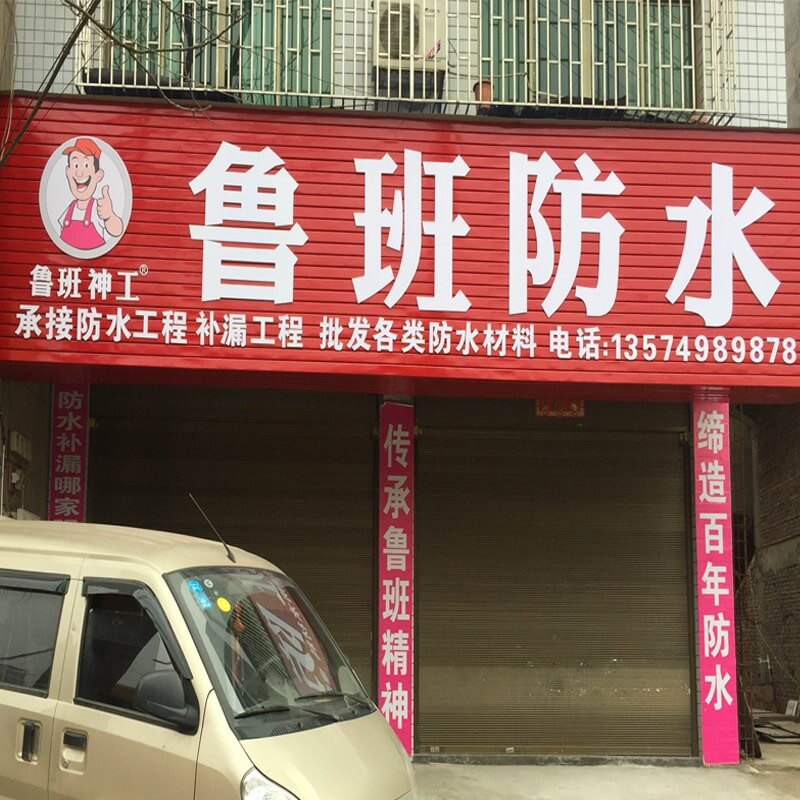 鲁班防水
鲁班神工®
承接防水工程 补漏工程 批发各类防水材料 电话:13574989878
防水补漏哪家
传承鲁班精神
缔造百年防水